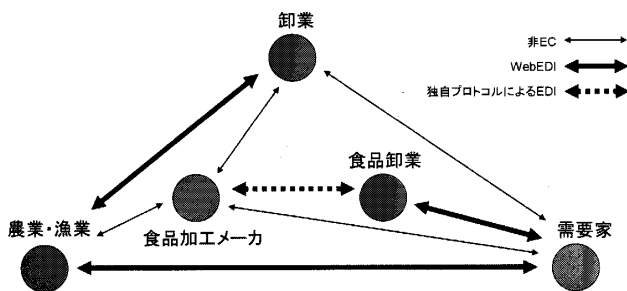 卸業
非EC
WebEDI
独自プロトコルによるEDI
食品卸業
農業・漁業
食品加工メーカ
需要家